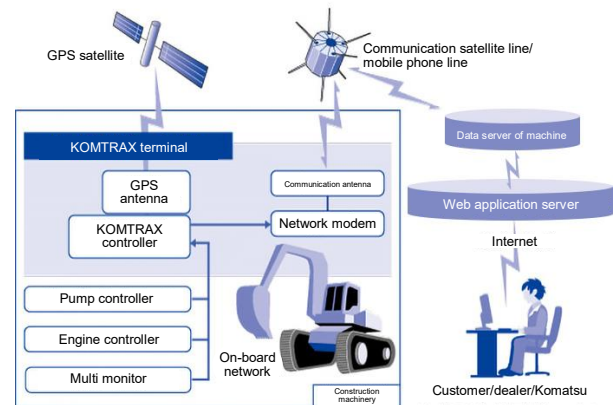 GPS satellite
Communication satellite line/
mobile phone line
KOMTRAX terminal
GPS
antenna
Communication antenna
KOMTRAX
controller
Network modem
Pump controller
Engine controller
Multi monitor
On-board
network
Construction
machinery
Data server of machine
Web application server
Internet
Customer/dealer/Komatsu